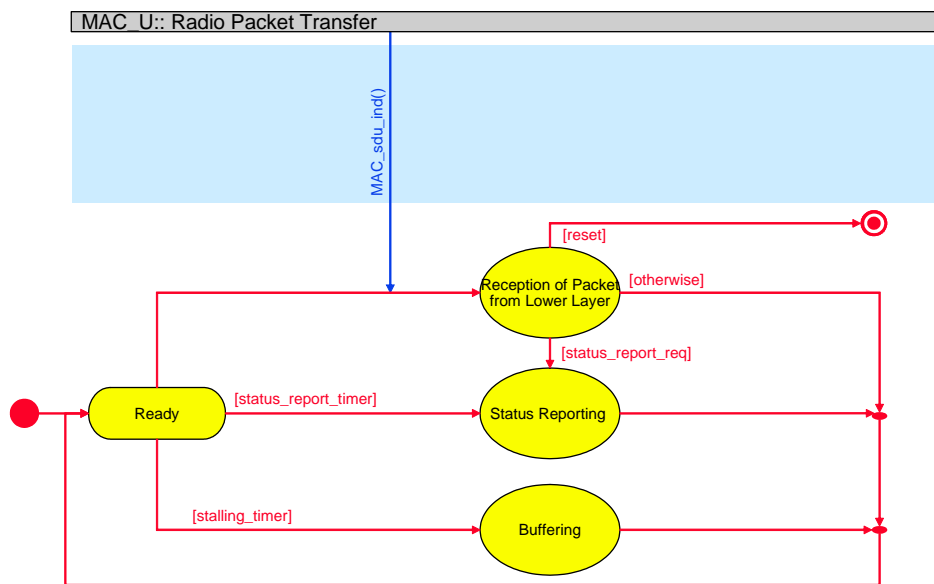 MAC_U:: Radio Packet Transfer
MAC_sdu_ind()
[reset]
[otherwise]
Reception of Packet
from Lower Layer
[status_report_req]
[status_report_timer]
Ready
Status Reporting
[stalling_timer]
Buffering